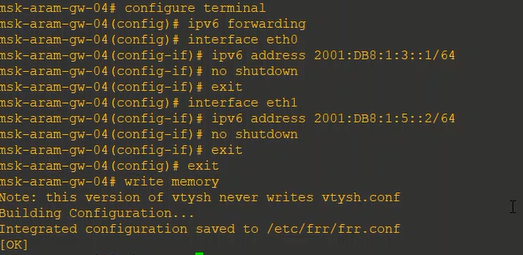 msk-aram-gw-04# configure terminal
msk-aram-gw-04(config)# ipv6 forwarding
msk-aram-gw-04(config)# interface eth0
msk-aram-gw-04(config-if)# ipv6 address 2001:DB8:1:3::1/64
msk-aram-gw-04(config-if)# no shutdown
msk-aram-gw-04(config-if)# exit
msk-aram-gw-04(config)# interface eth1
msk-aram-gw-04(config-if)# ipv6 address 2001:DB8:1:5::2/64
msk-aram-gw-04(config-if)# no shutdown
msk-aram-gw-04(config-if)# exit
msk-aram-gw-04(config)# exit
msk-aram-gw-04# write memory
Note: this version of vtysh never writes vtysh.conf
Building Configuration...
Integrated configuration saved to /etc/frr/frr.conf
[OK]